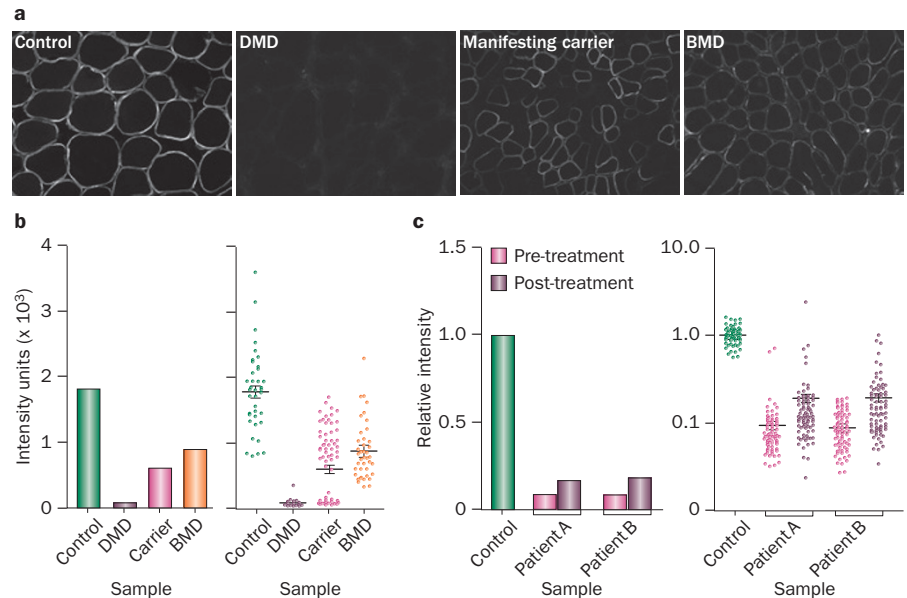 a
Control
DMD
Manifesting carrier
BMD
b
Intensity units (x 10³)
4
3
2
1
0
Control
DMD
Carrier
BMD
Sample
Control
DMD
Carrier
BMD
Sample
c
Relative intensity
1.5
1.0
0.5
0
Pre-treatment
Post-treatment
Control
Patient A
Patient B
Sample
10.0
1.0
0.1
0
Control
Patient A
Patient B
Sample